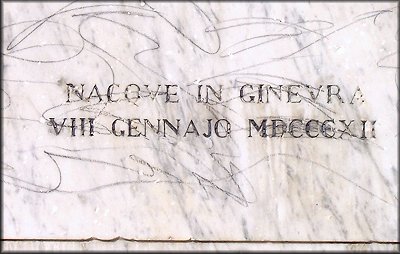 NACQVE IN GINEVRA
VIII GENNAJO MDCCCXII